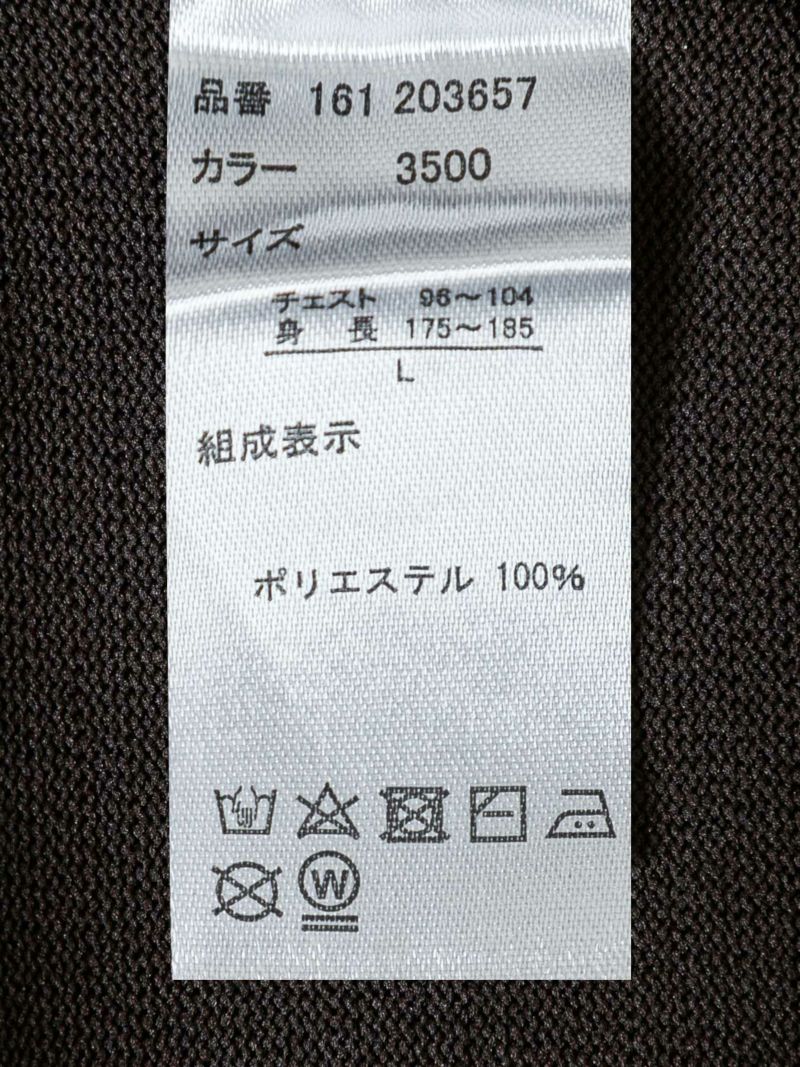 品番 161 203657
カラー 3500
サイズ
チェスト 96～104
身長 175～185
L
組成表示
ポリエステル 100%
W